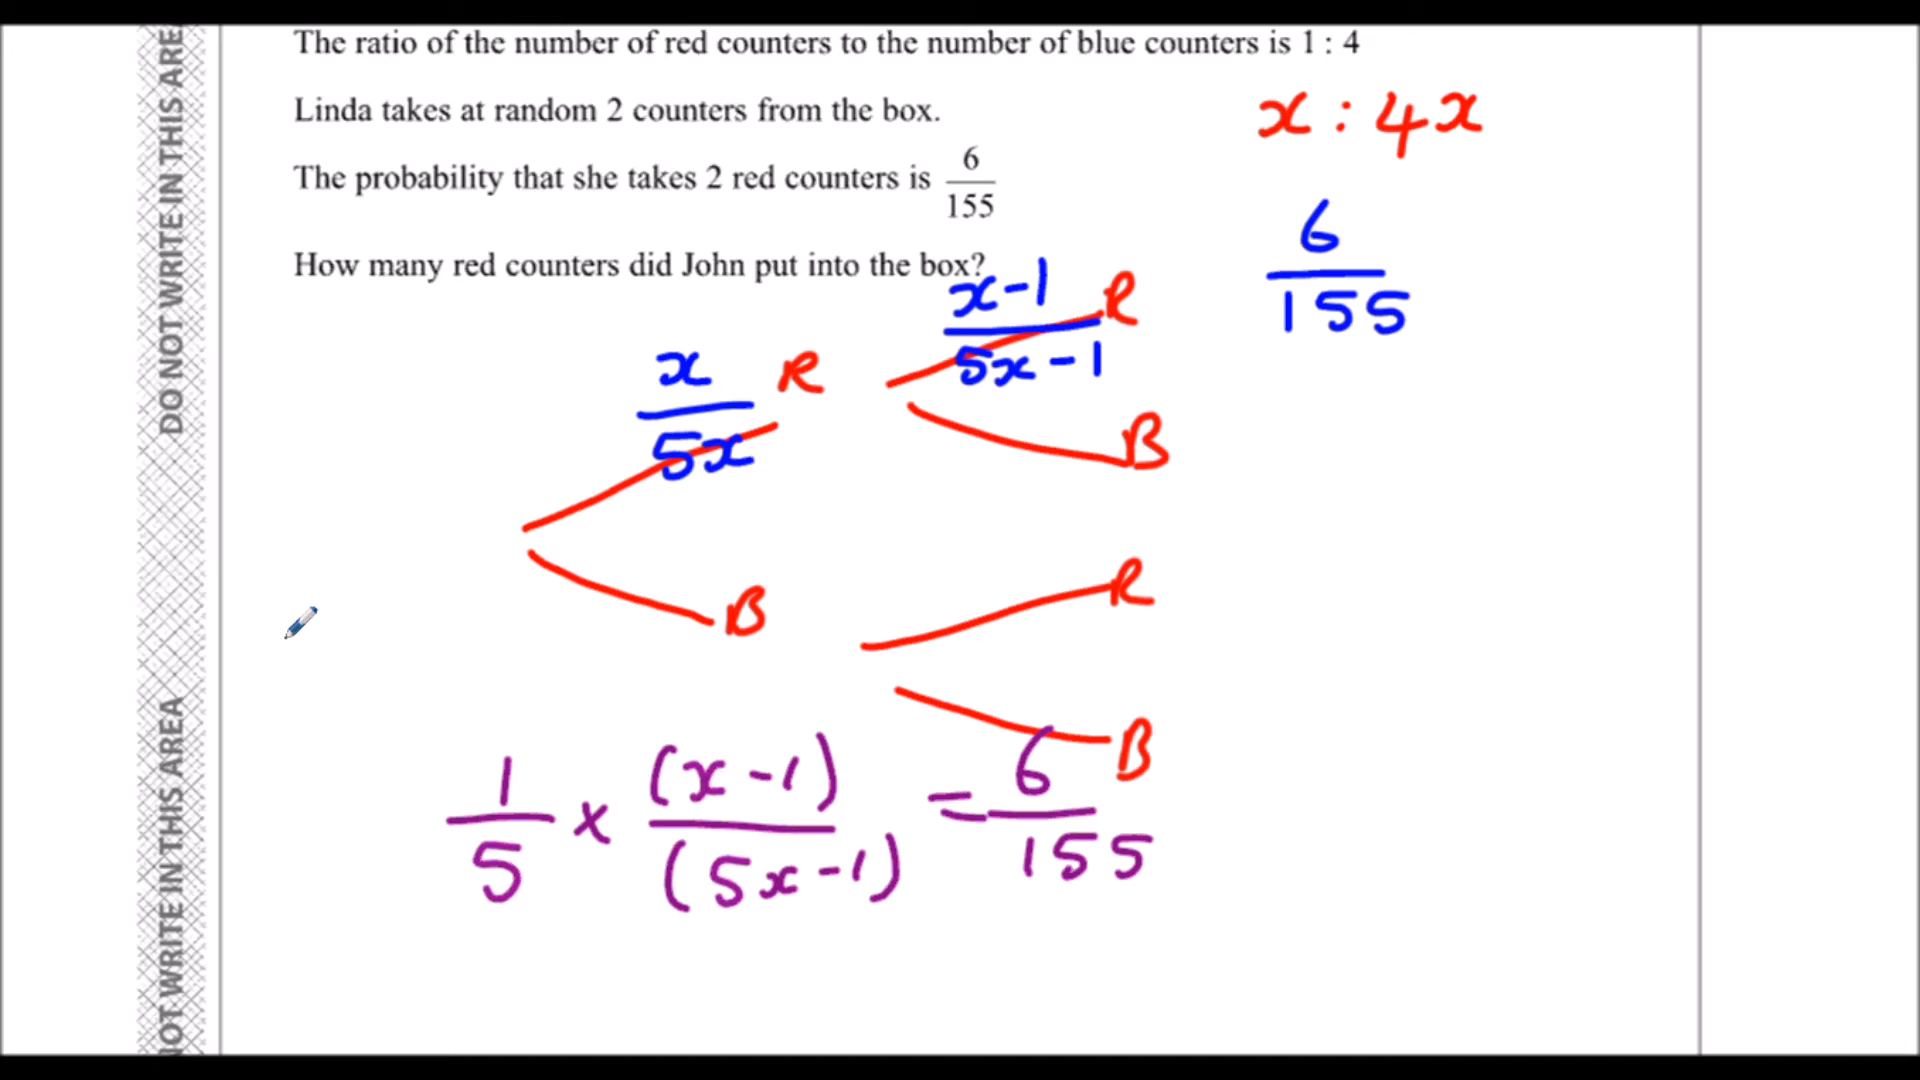 DO NOT WRITE IN THIS AREA
The ratio of the number of red counters to the number of blue counters is 1 : 4
x : 4x
Linda takes at random 2 counters from the box.
The probability that she takes 2 red counters is 6/155
6/155
How many red counters did John put into the box?
x-1/5x-1
R
x/5x
R
B
R
B
B
1/5 × (x-1)/(5x-1) = 6/155
NOT WRITE IN THIS AREA